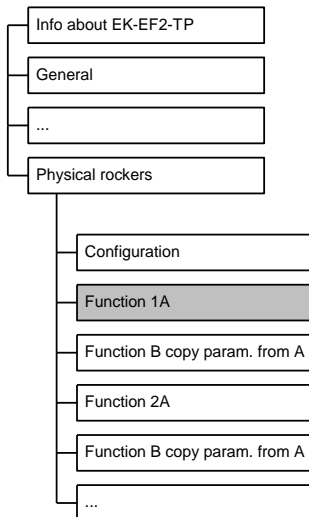 Info about EK-EF2-TP
General
...
Physical rockers
Configuration
Function 1A
Function B copy param. from A
Function 2A
Function B copy param. from A
...